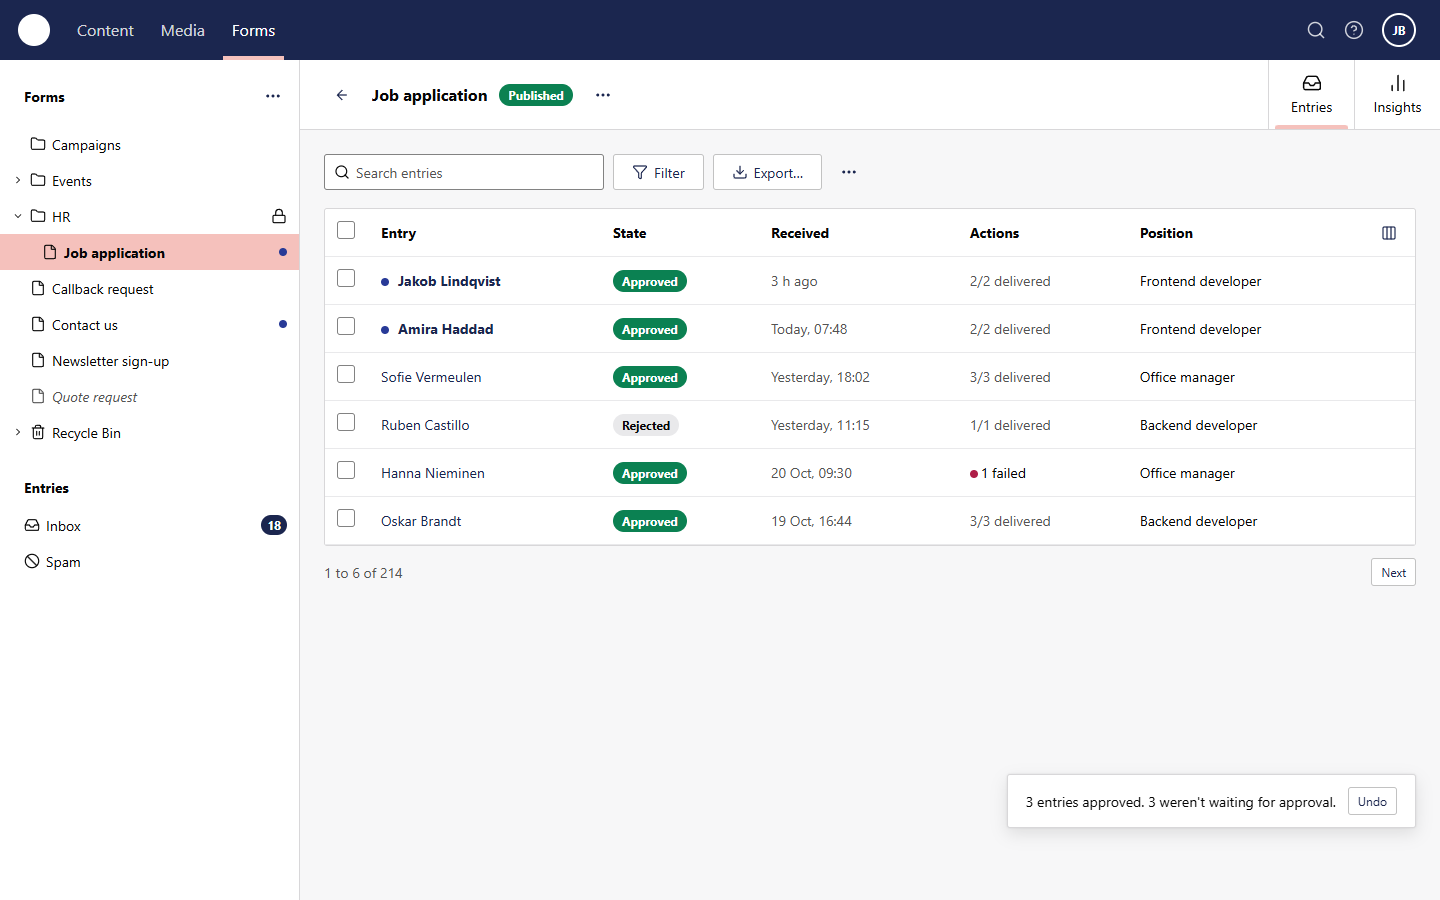 Content Media Forms JB
Forms
Campaigns
Events
HR
Job application
Callback request
Contact us
Newsletter sign-up
Quote request
Recycle Bin
Entries
Inbox 18
Spam
Job application Published
Entries Insights
Search entries Filter Export...
Entry State Received Actions Position
Jakob Lindqvist Approved 3 h ago 2/2 delivered Frontend developer
Amira Haddad Approved Today, 07:48 2/2 delivered Frontend developer
Sofie Vermeulen Approved Yesterday, 18:02 3/3 delivered Office manager
Ruben Castillo Rejected Yesterday, 11:15 1/1 delivered Backend developer
Hanna Nieminen Approved 20 Oct, 09:30 1 failed Office manager
Oskar Brandt Approved 19 Oct, 16:44 3/3 delivered Backend developer
1 to 6 of 214 Next
3 entries approved. 3 weren't waiting for approval. Undo